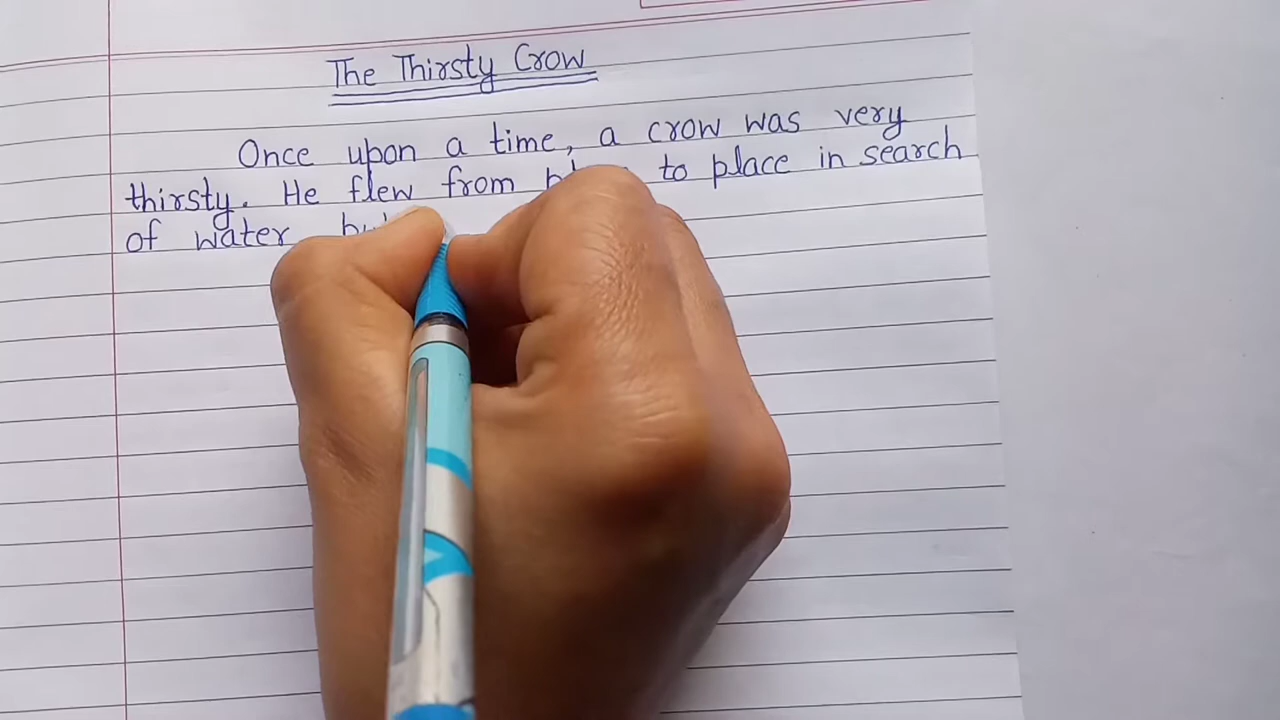 The Thirsty Crow
Once upon a time, a crow was very
thirsty. He flew from to place in search
of water